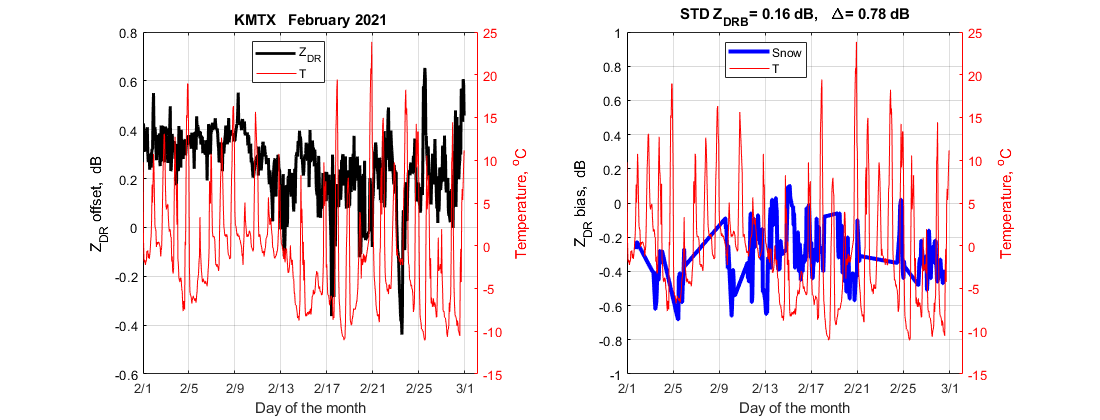 KMTX   February 2021
Z_DR
T
0.8
0.6
0.4
0.2
0
-0.2
-0.4
-0.6
Z_DR offset,  dB
25
20
15
10
5
0
-5
-10
-15
Temperature, °C
2/1 2/5 2/9 2/13 2/17 2/21 2/25 3/1
Day of the month
STD Z_DRB = 0.16 dB,   Δ= 0.78 dB
Snow
T
1
0.8
0.6
0.4
0.2
0
-0.2
-0.4
-0.6
-0.8
-1
Z_DR bias,  dB
25
20
15
10
5
0
-5
-10
-15
Temperature, °C
2/1 2/5 2/9 2/13 2/17 2/21 2/25 3/1
Day of the month